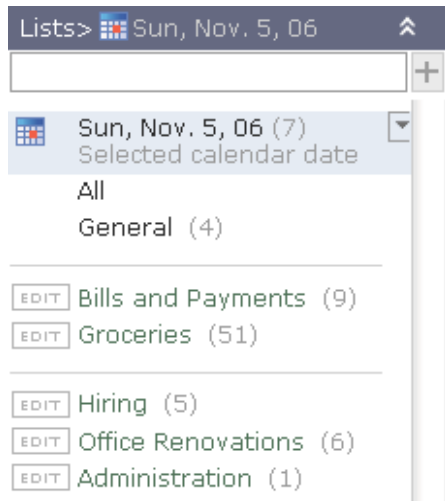 Lists> Sun, Nov. 5, 06
+
Sun, Nov. 5, 06 (7)
Selected calendar date
All
General (4)
EDIT Bills and Payments (9)
EDIT Groceries (51)
EDIT Hiring (5)
EDIT Office Renovations (6)
EDIT Administration (1)